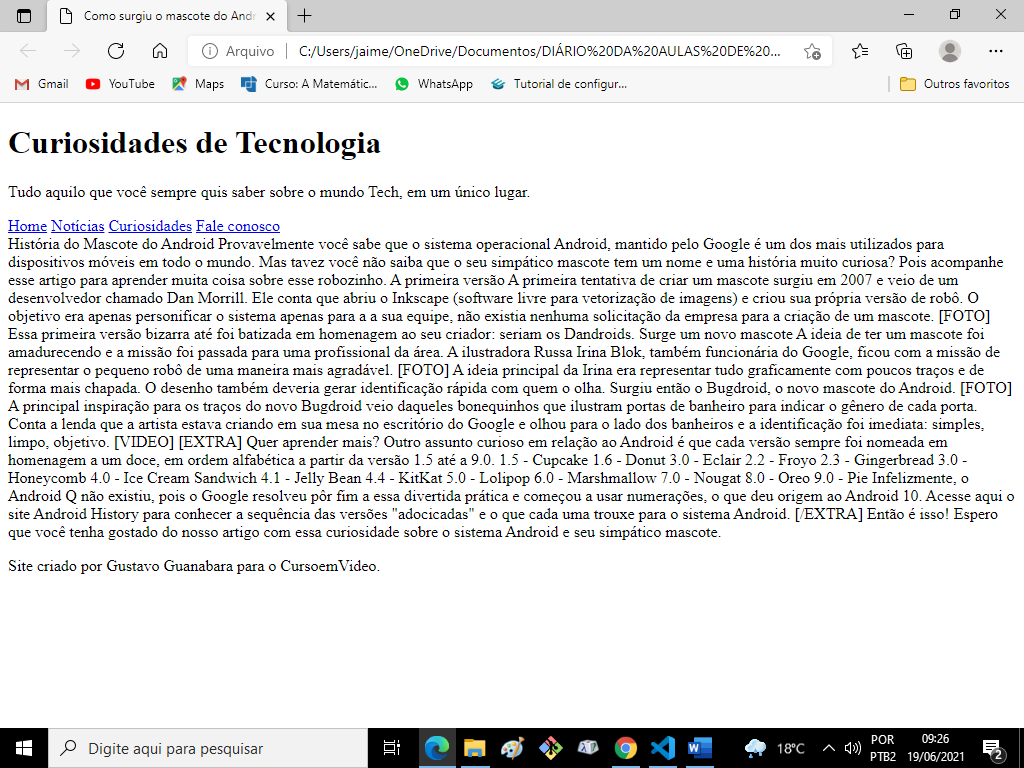 Como surgiu o mascote do Andr
Arquivo
C:/Users/jaime/OneDrive/Documentos/DIÁRIO%20DA%20AULAS%20DE%20...
Gmail
YouTube
Maps
Curso: A Matemátic...
WhatsApp
Tutorial de configur...
Outros favoritos
Curiosidades de Tecnologia
Tudo aquilo que você sempre quis saber sobre o mundo Tech, em um único lugar.
Home Notícias Curiosidades Fale conosco
História do Mascote do Android Provavelmente você sabe que o sistema operacional Android, mantido pelo Google é um dos mais utilizados para
dispositivos móveis em todo o mundo. Mas tavez você não saiba que o seu simpático mascote tem um nome e uma história muito curiosa? Pois acompanhe
esse artigo para aprender muita coisa sobre esse robozinho. A primeira versão A primeira tentativa de criar um mascote surgiu em 2007 e veio de um
desenvolvedor chamado Dan Morrill. Ele conta que abriu o Inkscape (software livre para vetorização de imagens) e criou sua própria versão de robô. O
objetivo era apenas personificar o sistema apenas para a a sua equipe, não existia nenhuma solicitação da empresa para a criação de um mascote. [FOTO]
Essa primeira versão bizarra até foi batizada em homenagem ao seu criador: seriam os Dandroids. Surge um novo mascote A ideia de ter um mascote foi
amadurecendo e a missão foi passada para uma profissional da área. A ilustradora Russa Irina Blok, também funcionária do Google, ficou com a missão de
representar o pequeno robô de uma maneira mais agradável. [FOTO] A ideia principal da Irina era representar tudo graficamente com poucos traços e de
forma mais chapada. O desenho também deveria gerar identificação rápida com quem o olha. Surgiu então o Bugdroid, o novo mascote do Android. [FOTO]
A principal inspiração para os traços do novo Bugdroid veio daqueles bonequinhos que ilustram portas de banheiro para indicar o gênero de cada porta.
Conta a lenda que a artista estava criando em sua mesa no escritório do Google e olhou para o lado dos banheiros e a identificação foi imediata: simples,
limpo, objetivo. [VIDEO] [EXTRA] Quer aprender mais? Outro assunto curioso em relação ao Android é que cada versão sempre foi nomeada em
homenagem a um doce, em ordem alfabética a partir da versão 1.5 até a 9.0. 1.5 - Cupcake 1.6 - Donut 3.0 - Eclair 2.2 - Froyo 2.3 - Gingerbread 3.0 -
Honeycomb 4.0 - Ice Cream Sandwich 4.1 - Jelly Bean 4.4 - KitKat 5.0 - Lolipop 6.0 - Marshmallow 7.0 - Nougat 8.0 - Oreo 9.0 - Pie Infelizmente, o
Android Q não existiu, pois o Google resolveu pôr fim a essa divertida prática e começou a usar numerações, o que deu origem ao Android 10. Acesse aqui o
site Android History para conhecer a sequência das versões "adocicadas" e o que cada uma trouxe para o sistema Android. [/EXTRA] Então é isso! Espero
que você tenha gostado do nosso artigo com essa curiosidade sobre o sistema Android e seu simpático mascote.
Site criado por Gustavo Guanabara para o CursoemVideo.
Digite aqui para pesquisar
18°C
POR
PTB2
09:26
19/06/2021
2